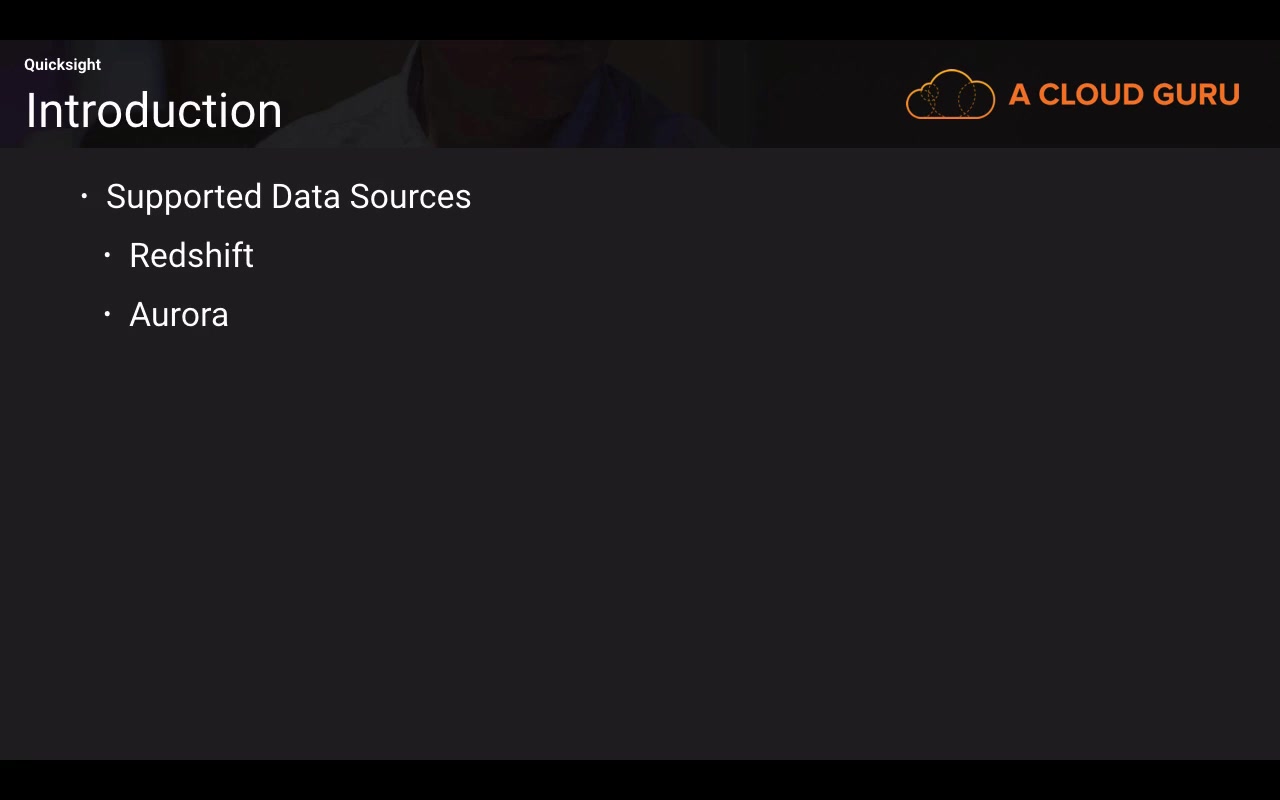 Quicksight
Introduction
A CLOUD GURU
• Supported Data Sources
• Redshift
• Aurora